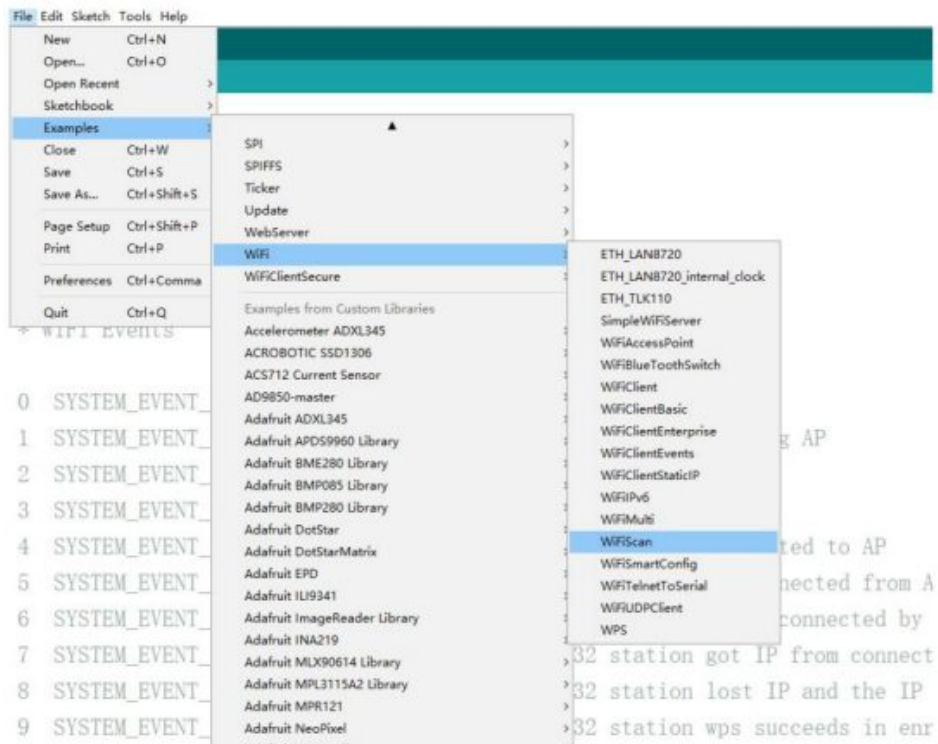 File Edit Sketch Tools Help
New Ctrl+N
Open... Ctrl+O
Open Recent
Sketchbook
Examples
Close Ctrl+W
Save Ctrl+S
Save As... Ctrl+Shift+S
Page Setup Ctrl+Shift+P
Print Ctrl+P
Preferences Ctrl+Comma
Quit Ctrl+Q
SPI
SPIFFS
Ticker
Update
WebServer
WiFi
WiFiClientSecure
Examples from Custom Libraries
Accelerometer ADXL345
ACROBOTIC SSD1306
ACS712 Current Sensor
AD9850-master
Adafruit ADXL345
Adafruit APDS9960 Library
Adafruit BME280 Library
Adafruit BMP085 Library
Adafruit BMP280 Library
Adafruit DotStar
Adafruit DotStarMatrix
Adafruit EPD
Adafruit ILI9341
Adafruit ImageReader Library
Adafruit INA219
Adafruit MLX90614 Library
Adafruit MPL3115A2 Library
Adafruit MPR121
Adafruit NeoPixel
ETH_LAN8720
ETH_LAN8720_internal_clock
ETH_TLK110
SimpleWiFiServer
WiFiAccessPoint
WiFiBlueToothSwitch
WiFiClient
WiFiClientBasic
WiFiClientEnterprise
WiFiClientEvents
WiFiClientStaticIP
WiFiIPv6
WiFiMulti
WiFiScan
WiFiSmartConfig
WiFiTelnetToSerial
WiFiUDPClient
WPS
* WiFi Events
0 SYSTEM_EVENT_
1 SYSTEM_EVENT_ g AP
2 SYSTEM_EVENT_
3 SYSTEM_EVENT_
4 SYSTEM_EVENT_ ted to AP
5 SYSTEM_EVENT_ nected from A
6 SYSTEM_EVENT_ connected by
7 SYSTEM_EVENT_ 32 station got IP from connect
8 SYSTEM_EVENT_ 32 station lost IP and the IP
9 SYSTEM_EVENT_ 32 station wps succeeds in enr